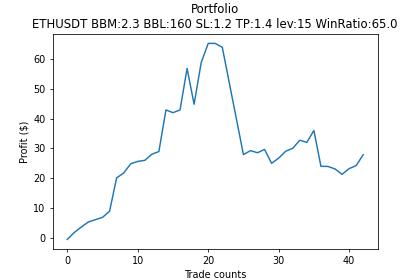 Portfolio
ETHUSDT BBM:2.3 BBL:160 SL:1.2 TP:1.4 lev:15 WinRatio:65.0
Profit ($)
60
50
40
30
20
10
0
0 10 20 30 40
Trade counts